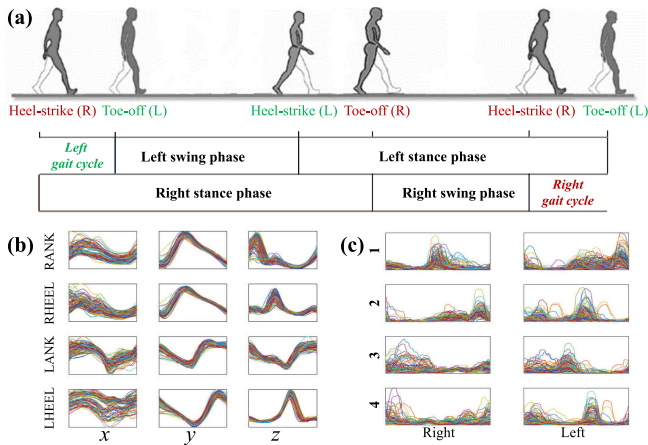 (a)
Heel-strike (R) Toe-off (L) Heel-strike (L) Toe-off (R) Heel-strike (R) Toe-off (L)
Left
gait cycle
Left swing phase
Left stance phase
Right stance phase
Right swing phase
Right
gait cycle
(b)
RANK
RHEEL
LANK
LHEEL
x y z
(c)
1
2
3
4
Right Left